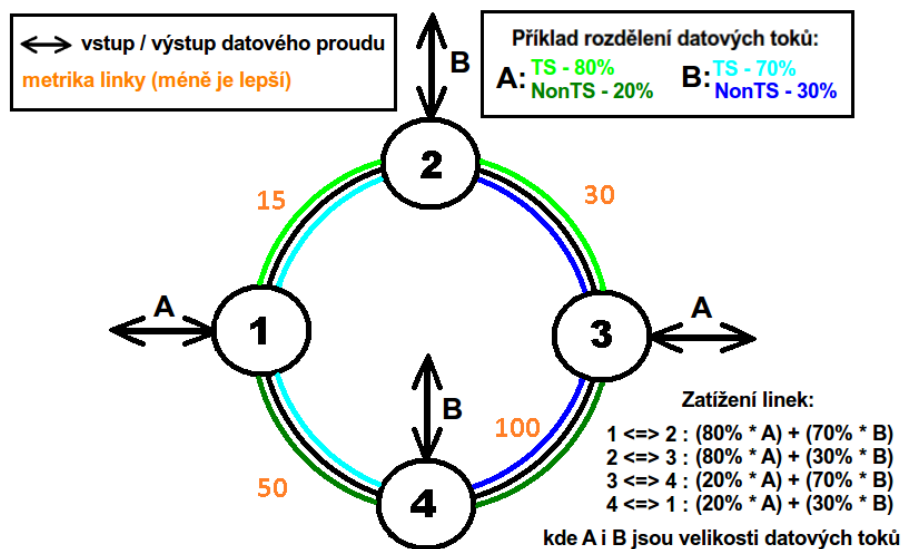 vstup / výstup datového proudu
metrika linky (méně je lepší)
Příklad rozdělení datových toků:
A: TS - 80% B: TS - 70%
NonTS - 20% NonTS - 30%
B
2
15
30
A
A
1
3
B
50
100
4
Zatížení linek:
1 <=> 2 : (80% * A) + (70% * B)
2 <=> 3 : (80% * A) + (30% * B)
3 <=> 4 : (20% * A) + (70% * B)
4 <=> 1 : (20% * A) + (30% * B)
kde A i B jsou velikosti datových toků